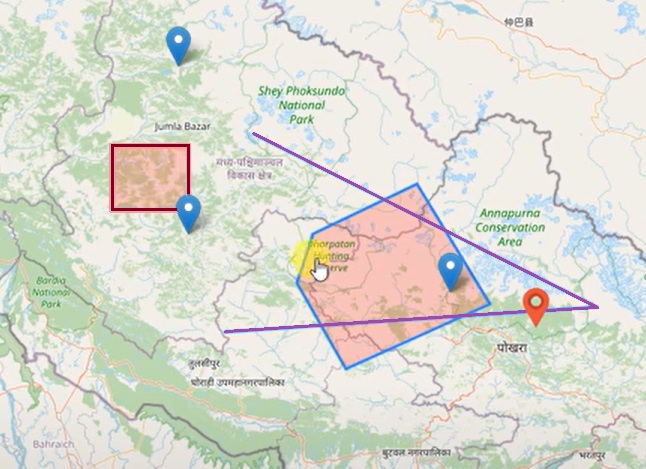 仲巴县
Shey Phoksundo
National
Park
Jumla Bazar
मध्य-पश्चिमाञ्चल
विकास क्षेत्र
Annapurna
Conservation
Area
Dhorpatan
Hunting
Reserve
Bardia
National
Park
पोखरा
तुलसीपुर
घोराही उपमहानगरपालिका
Bahraich
बुटवल नगरपालिका
भरतपुर